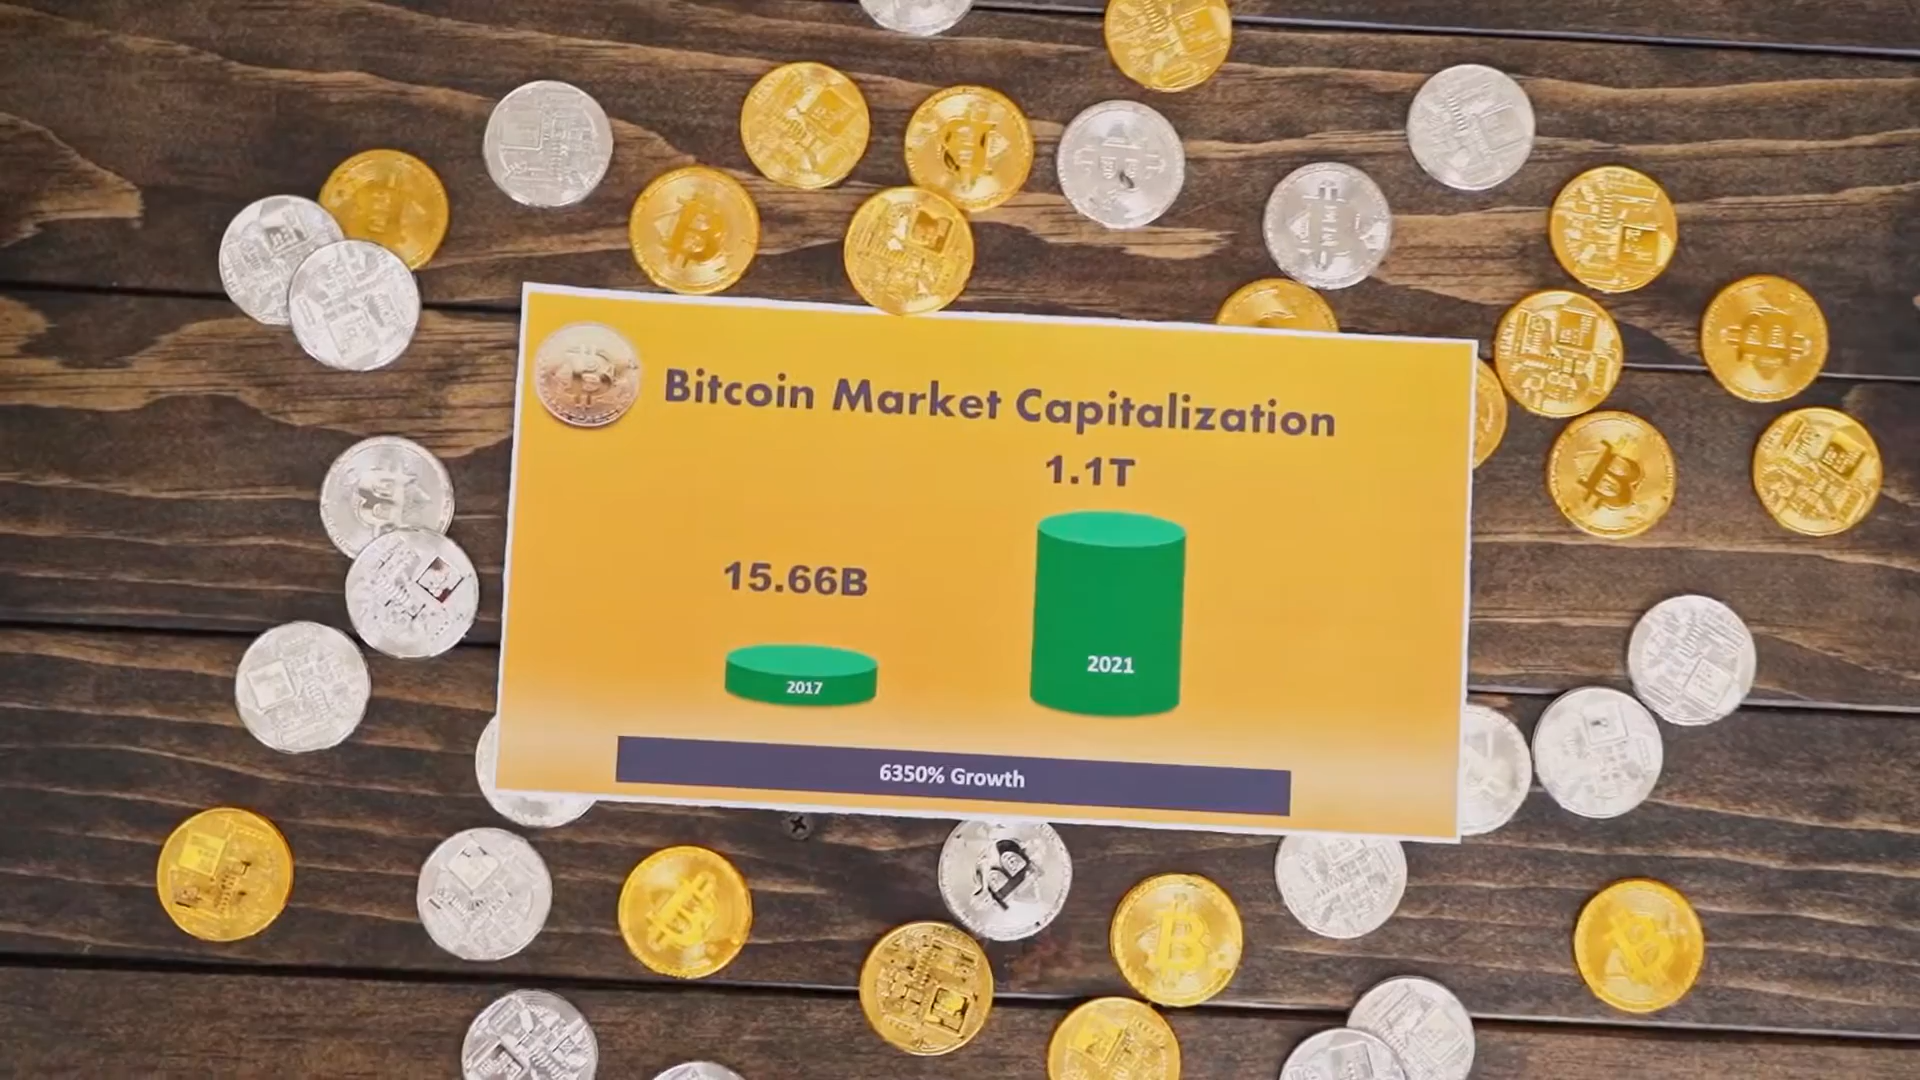 Bitcoin Market Capitalization
1.1T
15.66B
2021
2017
6350% Growth